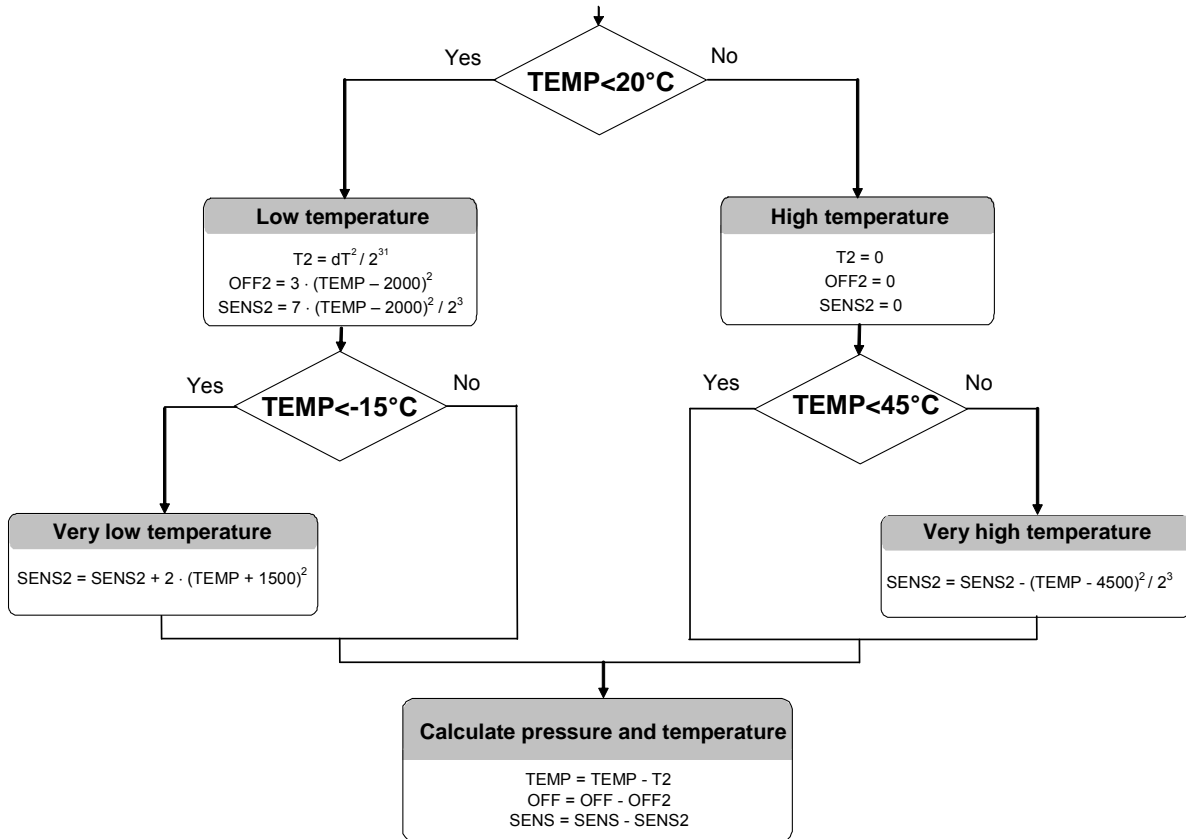 Yes
TEMP<20°C
No
Low temperature
T2 = dT² / 2³¹
OFF2 = 3 · (TEMP – 2000)²
SENS2 = 7 · (TEMP – 2000)² / 2³
High temperature
T2 = 0
OFF2 = 0
SENS2 = 0
Yes
TEMP<-15°C
No
Yes
TEMP<45°C
No
Very low temperature
SENS2 = SENS2 + 2 · (TEMP + 1500)²
Very high temperature
SENS2 = SENS2 - (TEMP - 4500)² / 2³
Calculate pressure and temperature
TEMP = TEMP - T2
OFF = OFF - OFF2
SENS = SENS - SENS2